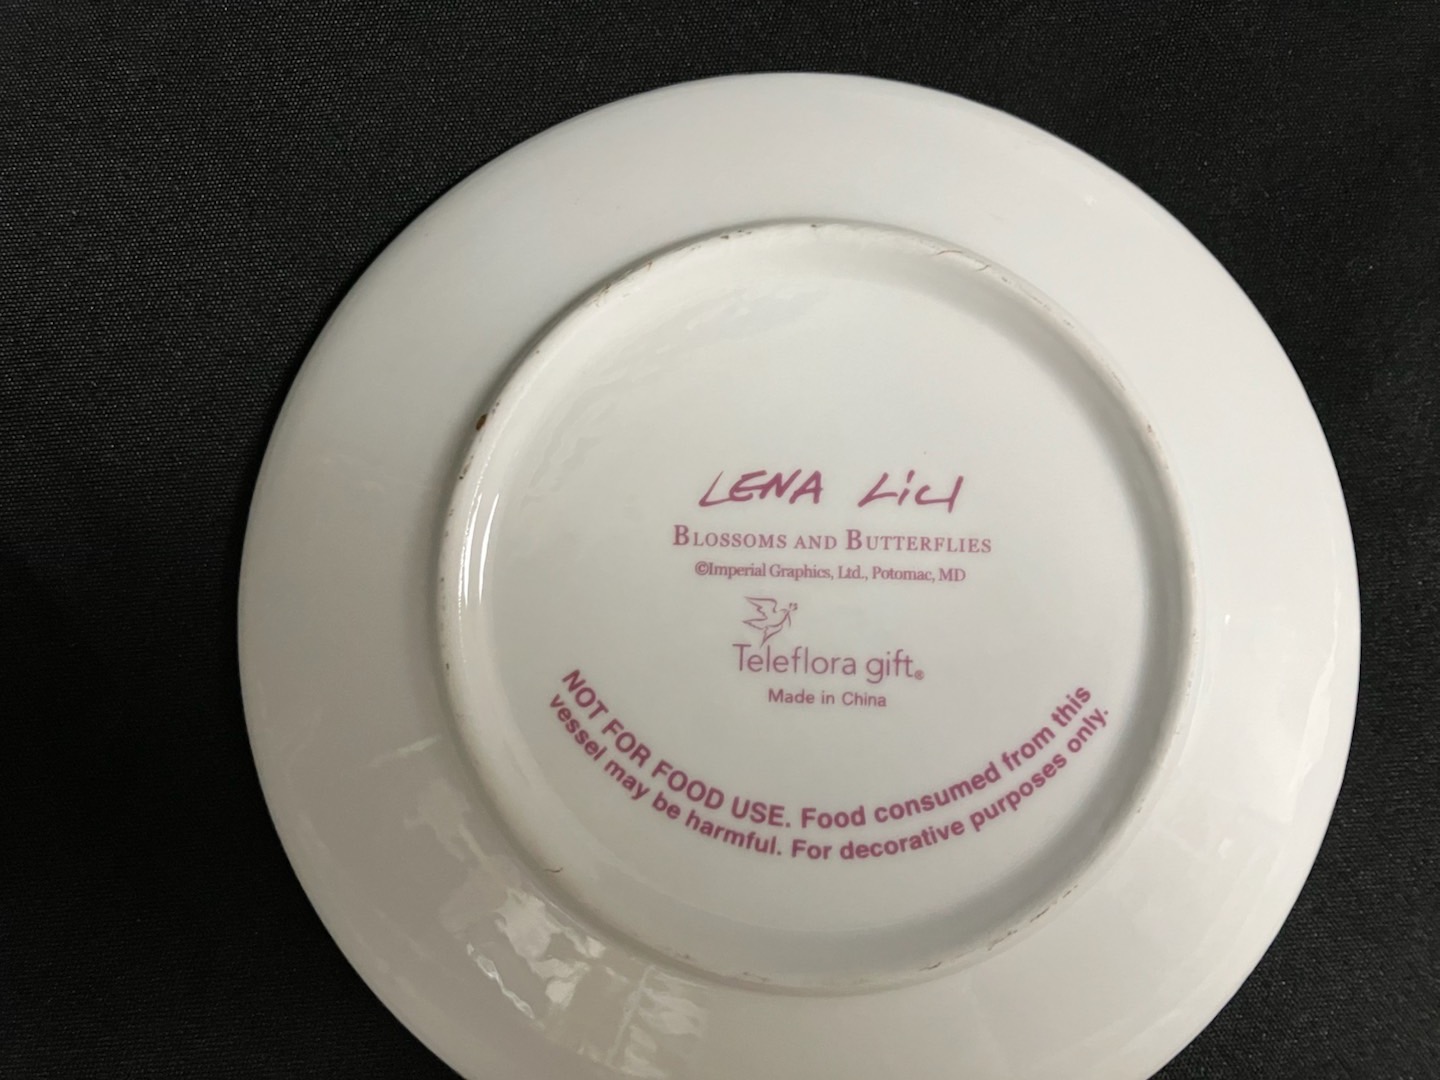 LENA LiU
BLOSSOMS AND BUTTERFLIES
©Imperial Graphics, Ltd., Potomac, MD
Teleflora gift®
Made in China
NOT FOR FOOD USE. Food consumed from this
vessel may be harmful. For decorative purposes only.